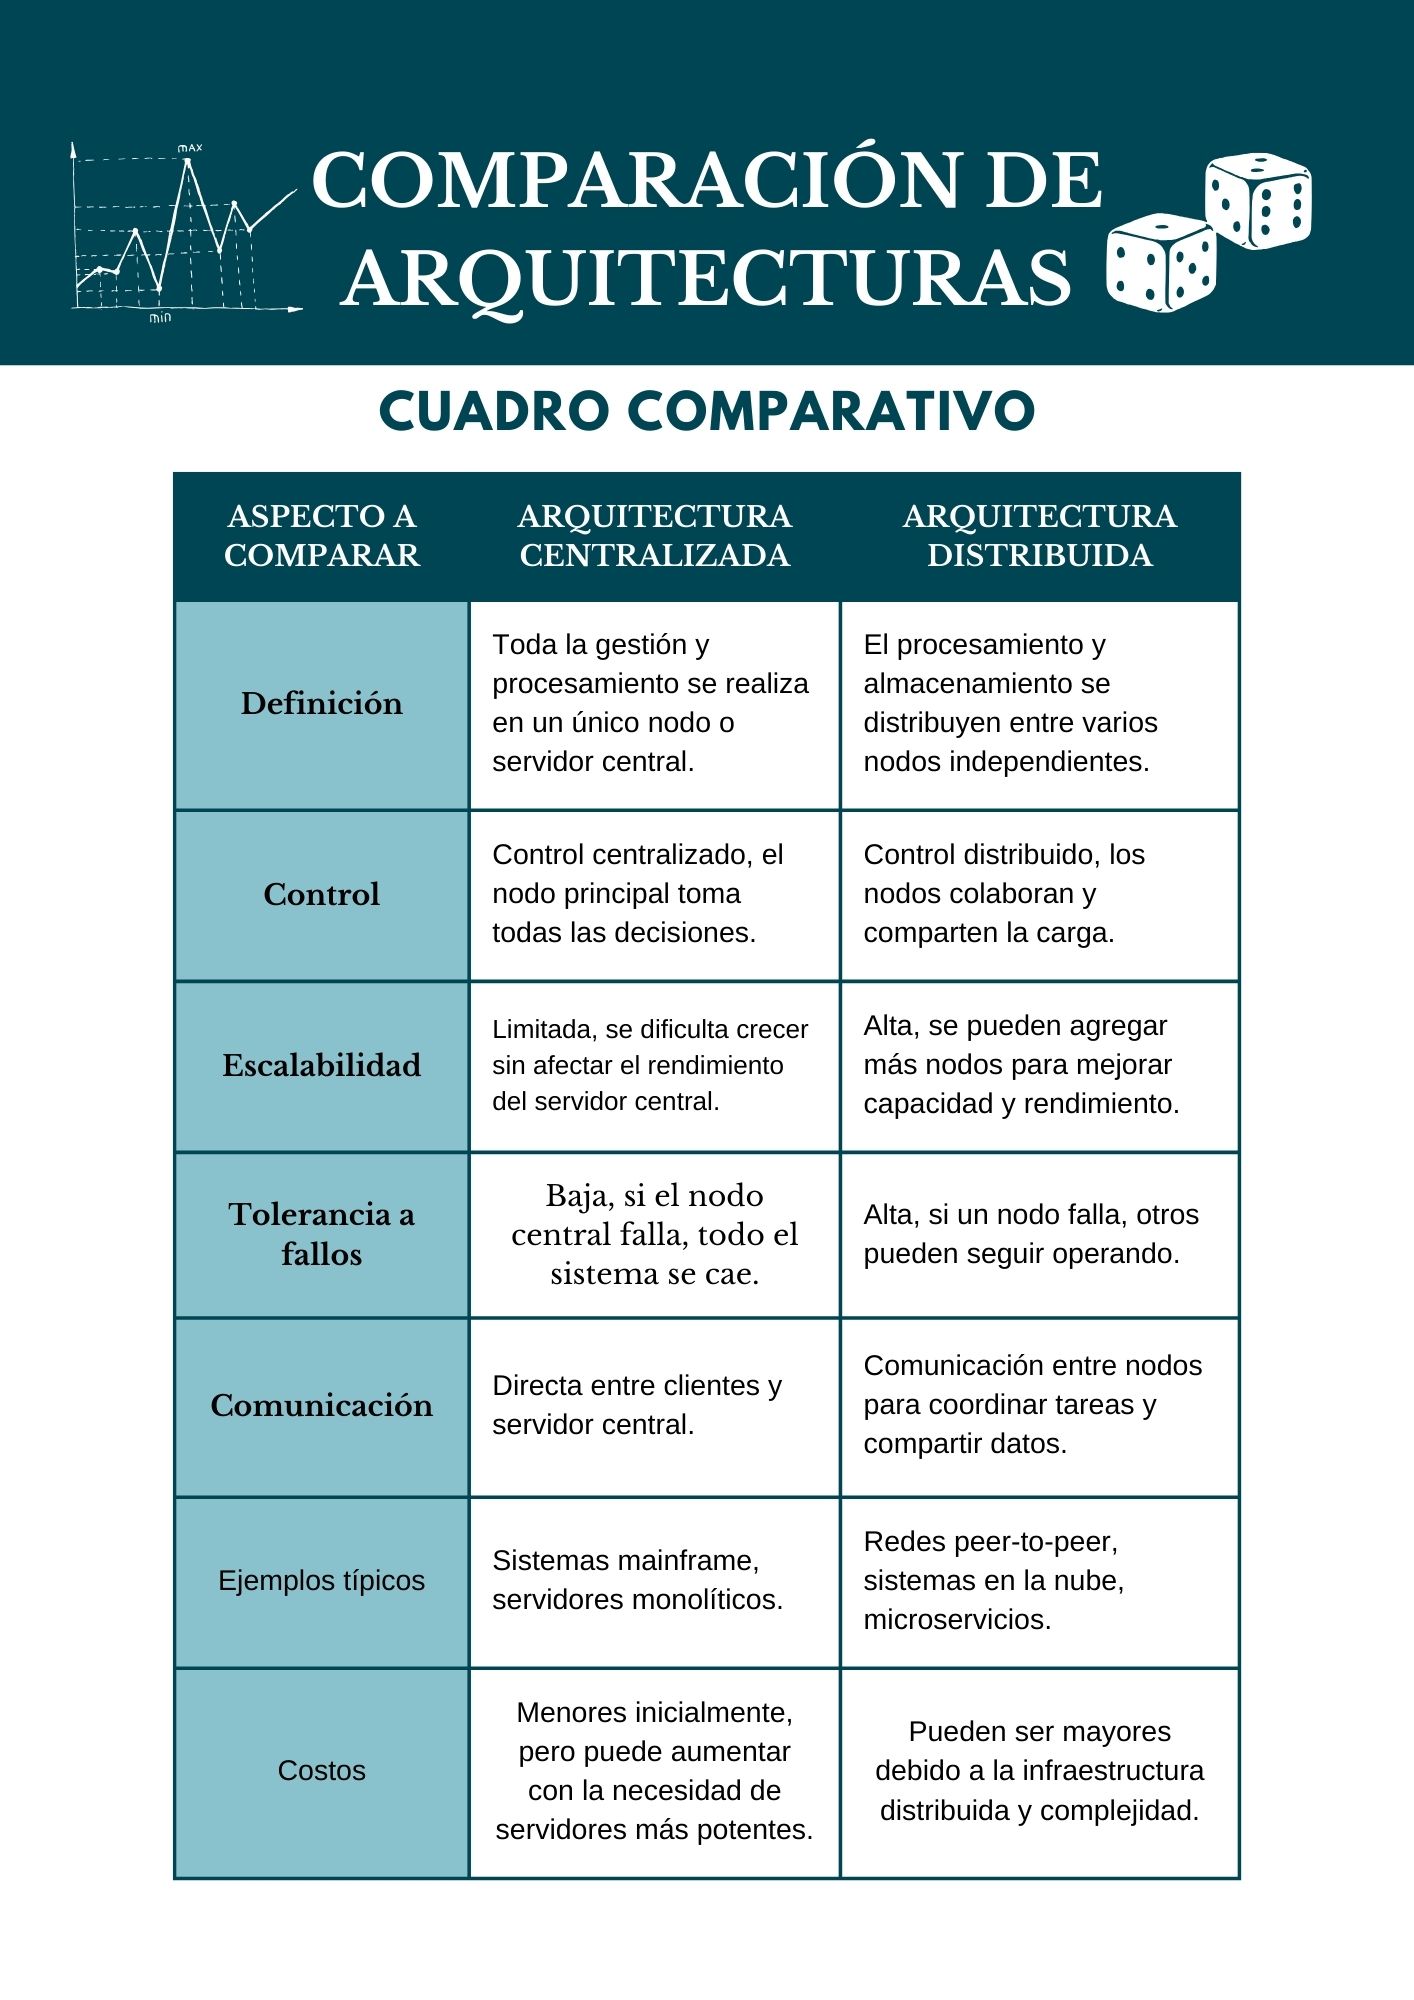 MAX
min
COMPARACIÓN DE
ARQUITECTURAS
CUADRO COMPARATIVO
ASPECTO A
COMPARAR
ARQUITECTURA
CENTRALIZADA
ARQUITECTURA
DISTRIBUIDA
Definición
Toda la gestión y
procesamiento se realiza
en un único nodo o
servidor central.
El procesamiento y
almacenamiento se
distribuyen entre varios
nodos independientes.
Control
Control centralizado, el
nodo principal toma
todas las decisiones.
Control distribuido, los
nodos colaboran y
comparten la carga.
Escalabilidad
Limitada, se dificulta crecer
sin afectar el rendimiento
del servidor central.
Alta, se pueden agregar
más nodos para mejorar
capacidad y rendimiento.
Tolerancia a
fallos
Baja, si el nodo
central falla, todo el
sistema se cae.
Alta, si un nodo falla, otros
pueden seguir operando.
Comunicación
Directa entre clientes y
servidor central.
Comunicación entre nodos
para coordinar tareas y
compartir datos.
Ejemplos típicos
Sistemas mainframe,
servidores monolíticos.
Redes peer-to-peer,
sistemas en la nube,
microservicios.
Costos
Menores inicialmente,
pero puede aumentar
con la necesidad de
servidores más potentes.
Pueden ser mayores
debido a la infraestructura
distribuida y complejidad.